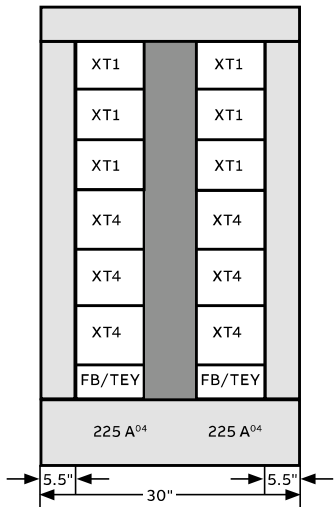 XT1 XT1
XT1 XT1
XT1 XT1
XT4 XT4
XT4 XT4
XT4 XT4
FB/TEY FB/TEY
225 A⁰⁴ 225 A⁰⁴
5.5" 5.5"
30"